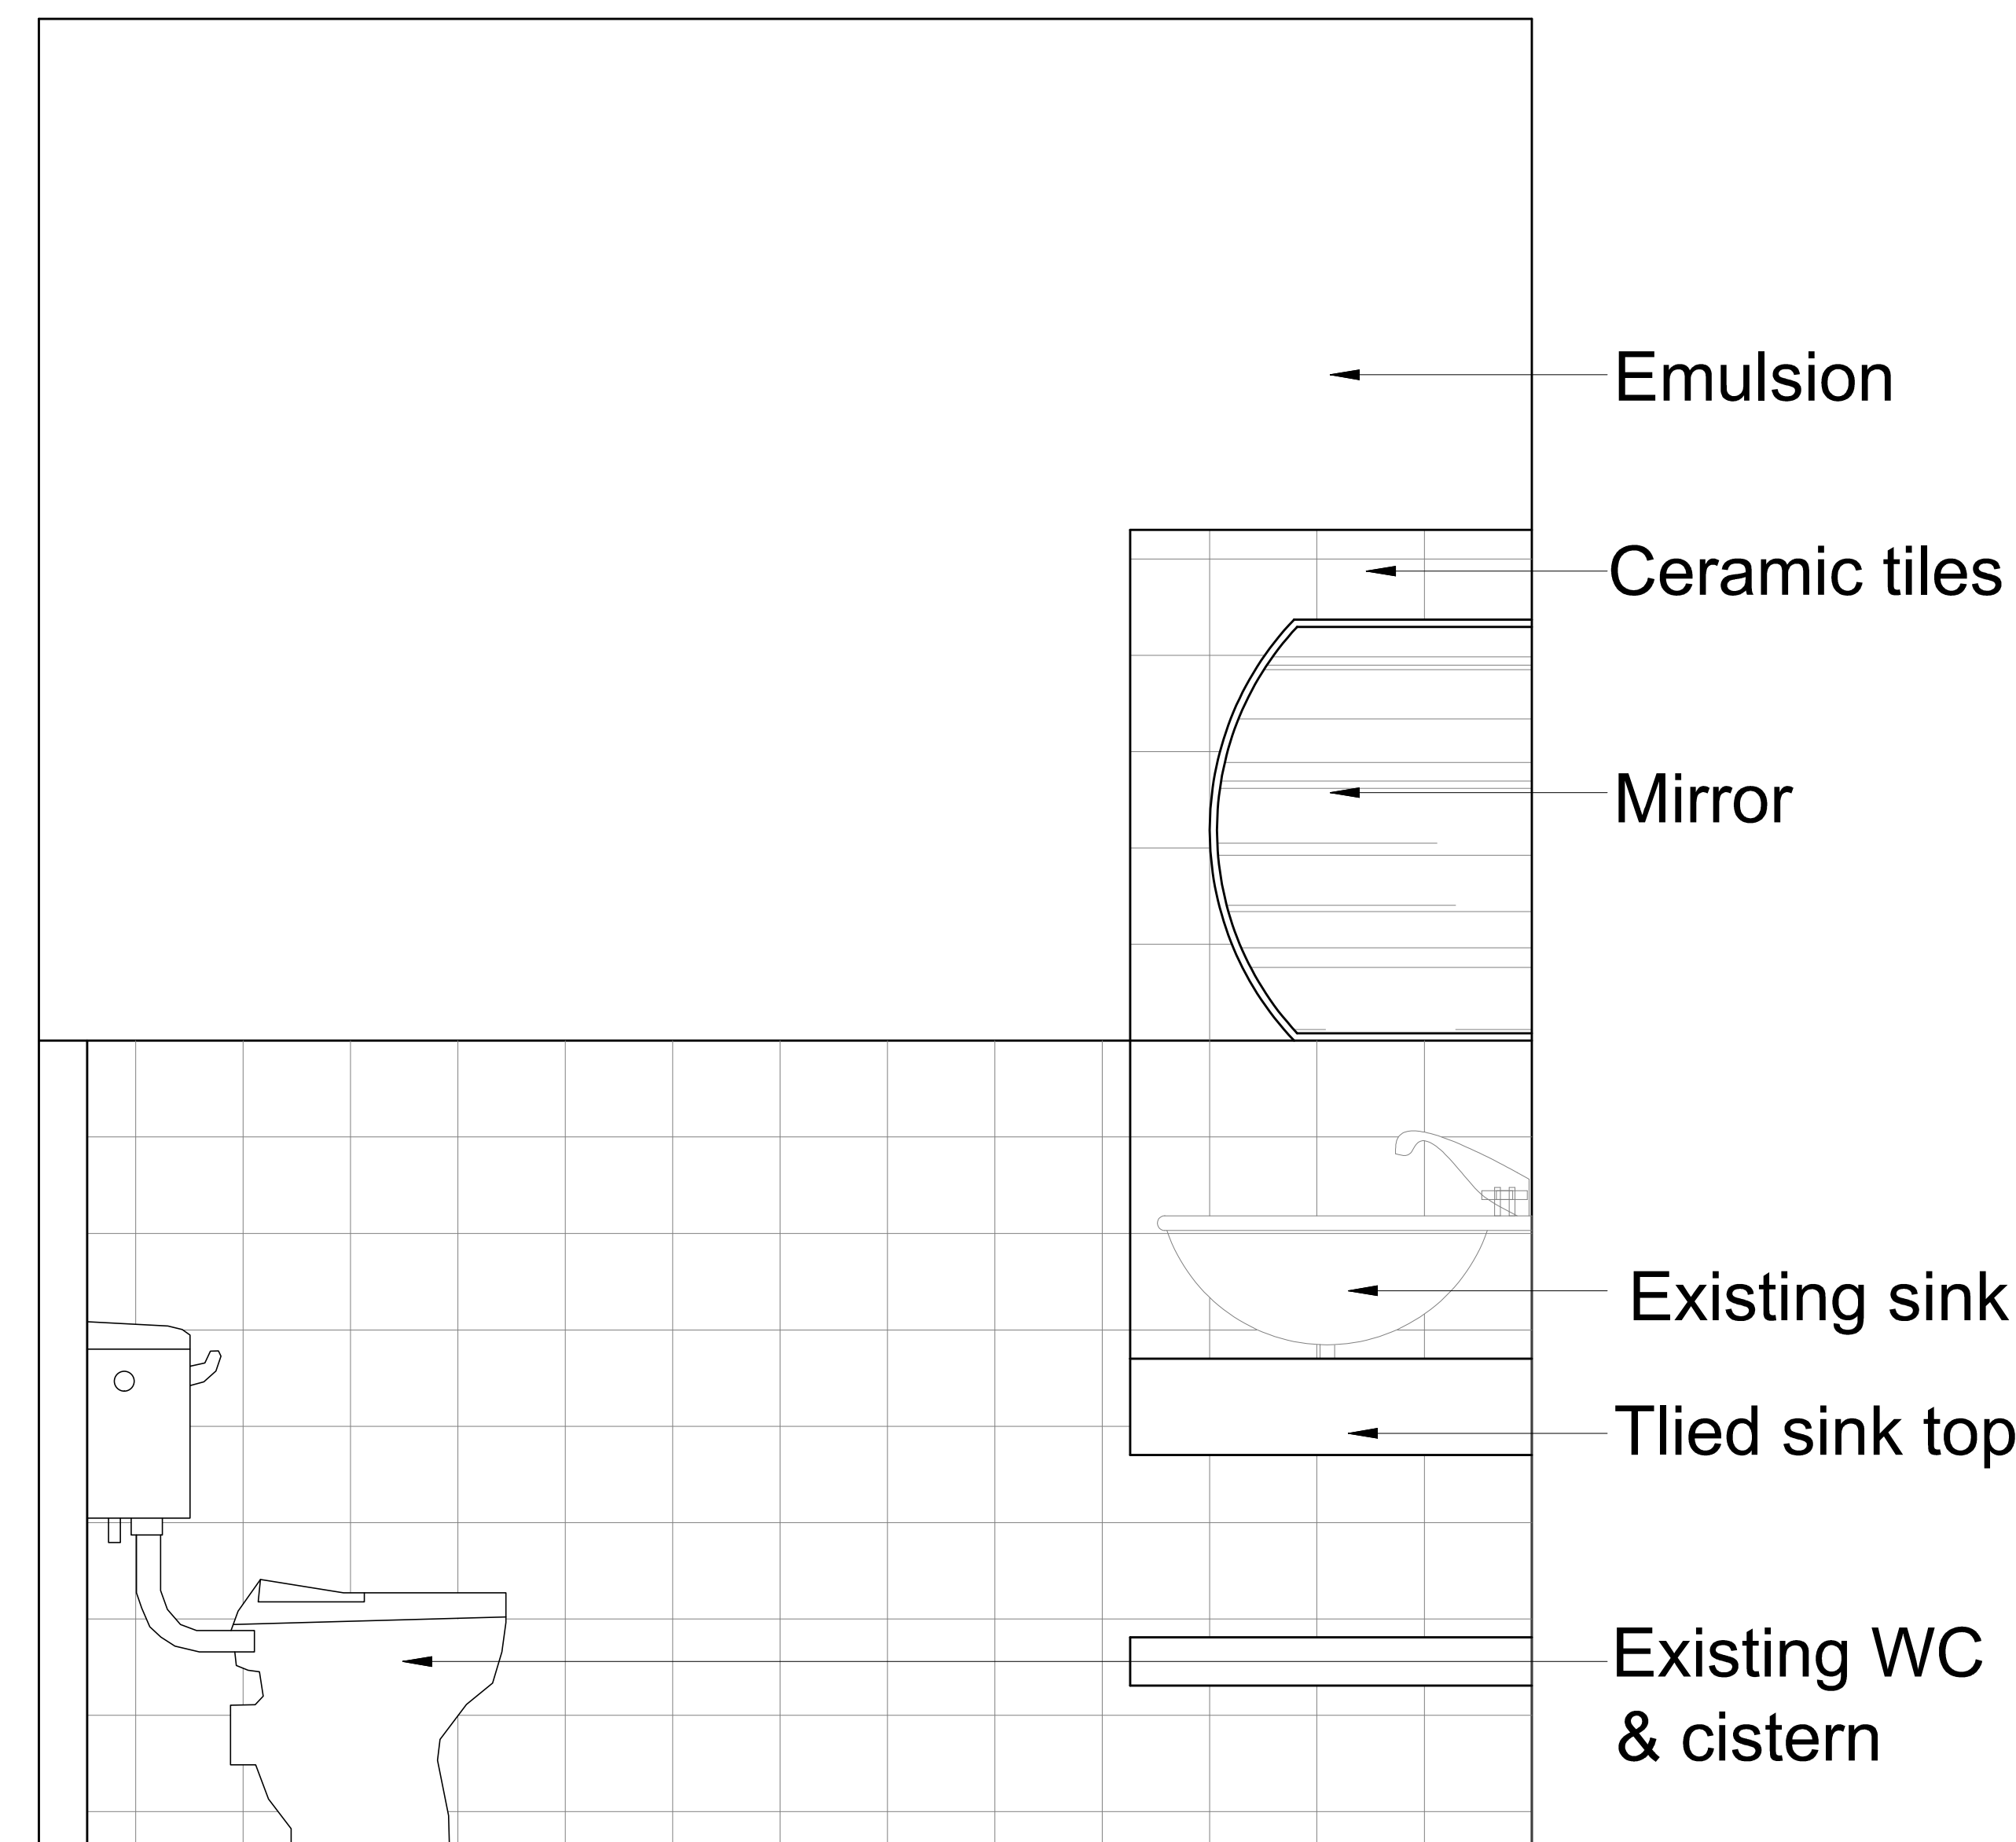 Emulsion
Ceramic tiles
Mirror
Existing sink
Tlied sink top
Existing WC
& cistern